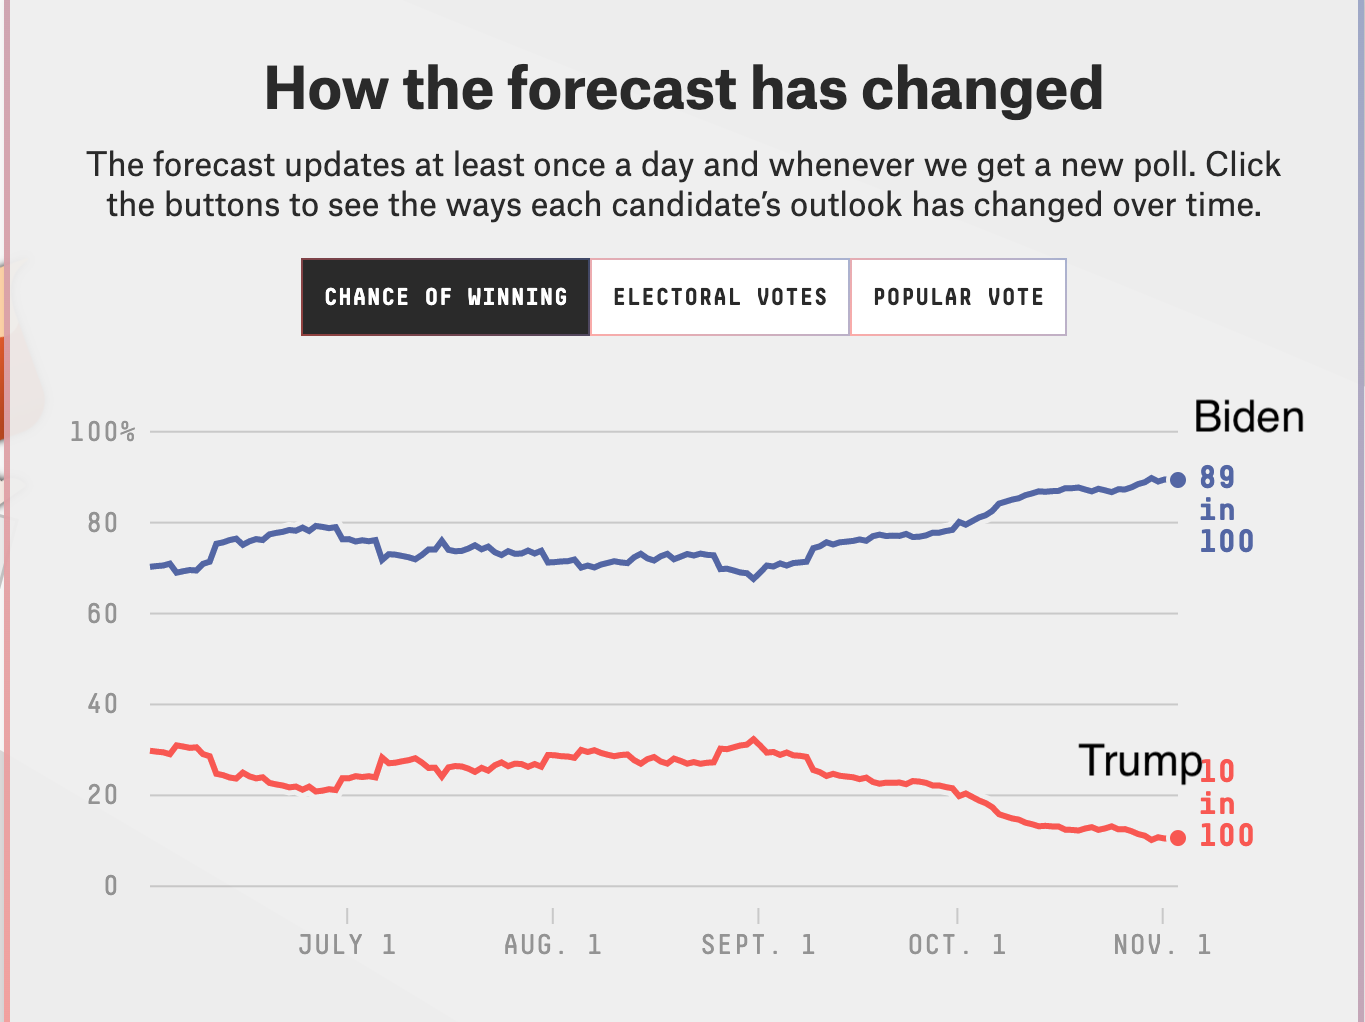 How the forecast has changed
The forecast updates at least once a day and whenever we get a new poll. Click
the buttons to see the ways each candidate’s outlook has changed over time.
CHANCE OF WINNING
ELECTORAL VOTES
POPULAR VOTE
Biden
100%
89
in
100
80
60
40
Trump
10
in
100
20
0
JULY 1
AUG. 1
SEPT. 1
OCT. 1
NOV. 1